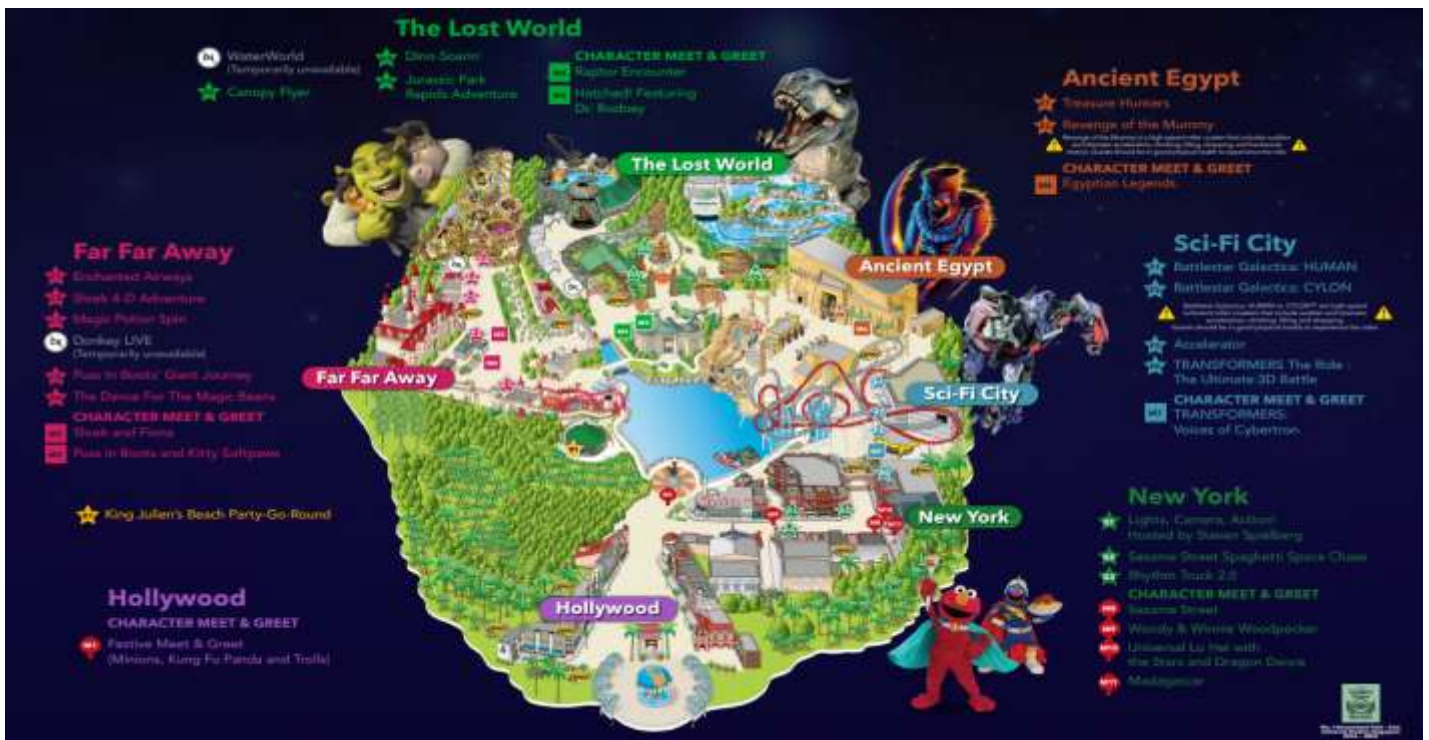 The Lost World
WaterWorld
(Temporarily unavailable)
Canopy Flyer
Dino Soarin'
Jurassic Park
Rapids Adventure
CHARACTER MEET & GREET
Raptor Encounter
Hatched! Featuring
Dr. Rodney
Ancient Egypt
Treasure Hunters
Revenge of the Mummy
CHARACTER MEET & GREET
Egyptian Legends
The Lost World
Ancient Egypt
Far Far Away
Enchanted Airways
Shrek 4-D Adventure
Magic Potion Spin
Donkey LIVE
(Temporarily unavailable)
Puss In Boots' Giant Journey
The Dance For The Magic Beans
CHARACTER MEET & GREET
Shrek and Fiona
Puss in Boots and Kitty Softpaws
Sci-Fi City
Battlestar Galactica: HUMAN
Battlestar Galactica: CYLON
Accelerator
TRANSFORMERS The Ride :
The Ultimate 3D Battle
CHARACTER MEET & GREET
TRANSFORMERS:
Voices of Cybertron
Far Far Away
Sci-Fi City
King Julien's Beach Party-Go-Round
New York
New York
Lights, Camera, Action!
Hosted by Steven Spielberg
Sesame Street Spaghetti Space Chase
Rhythm Truck 2.0
CHARACTER MEET & GREET
Sesame Street
Woody & Winnie Woodpecker
Universal Lu Hei with
the Stars and Dragon Dance
Madagascar
Hollywood
CHARACTER MEET & GREET
Festive Meet & Greet
(Minions, Kung Fu Panda and Trolls)
Hollywood